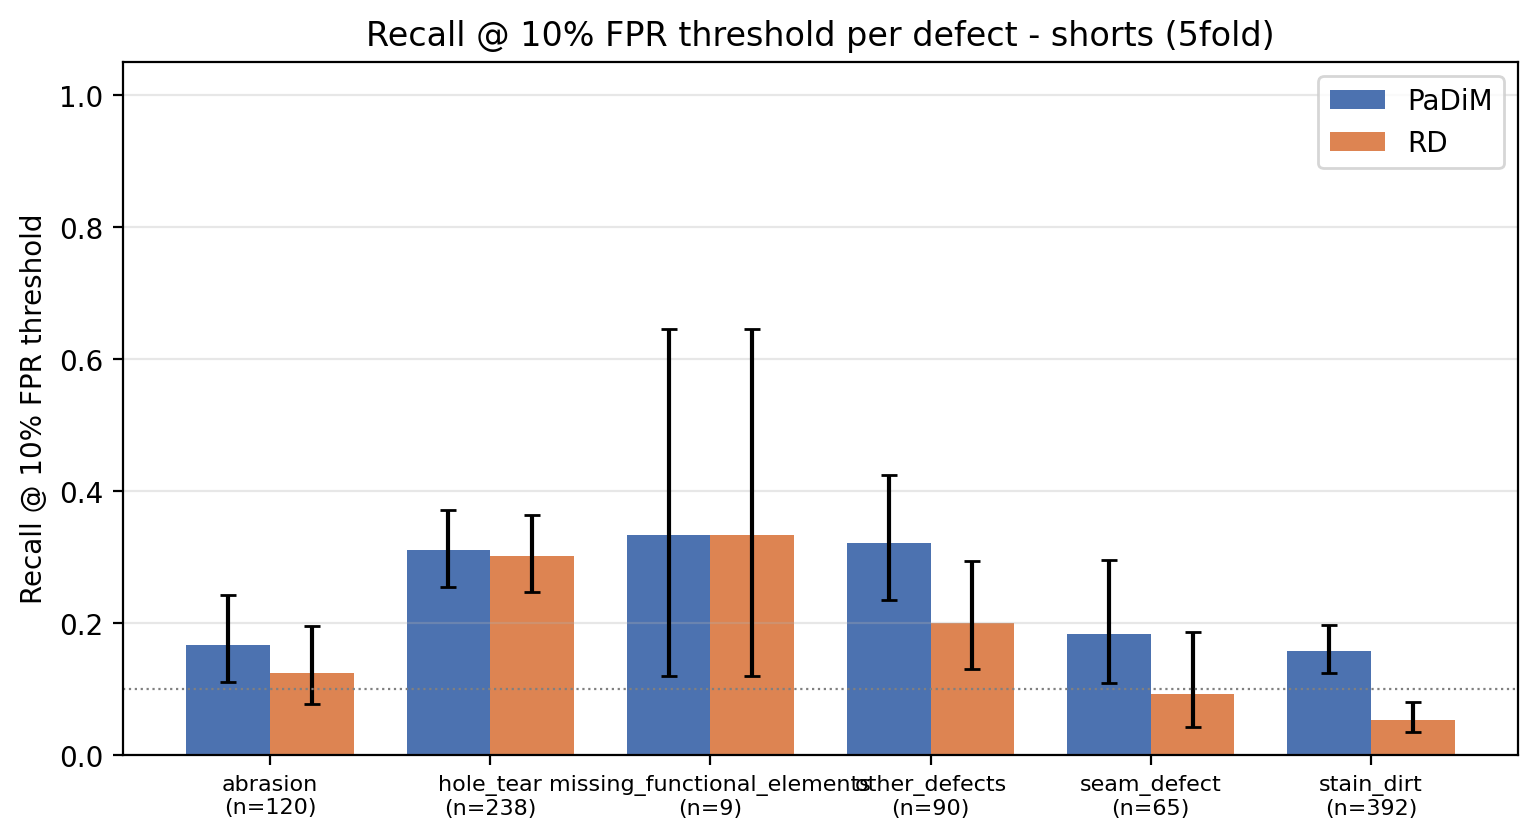 Recall @ 10% FPR threshold per defect - shorts (5fold)
PaDiM
RD
Recall @ 10% FPR threshold
1.0
0.8
0.6
0.4
0.2
0.0
abrasion
(n=120)
hole_tear
(n=238)
missing_functional_elements
(n=9)
other_defects
(n=90)
seam_defect
(n=65)
stain_dirt
(n=392)